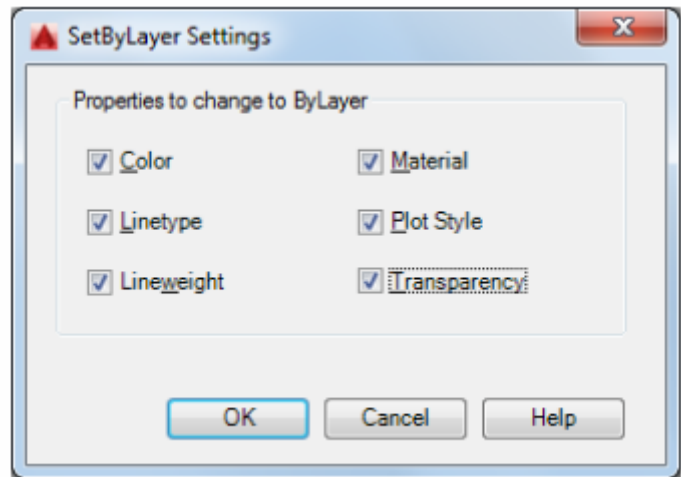 SetByLayer Settings
Properties to change to ByLayer
Color
Material
Linetype
Plot Style
Lineweight
Transparency
OK
Cancel
Help